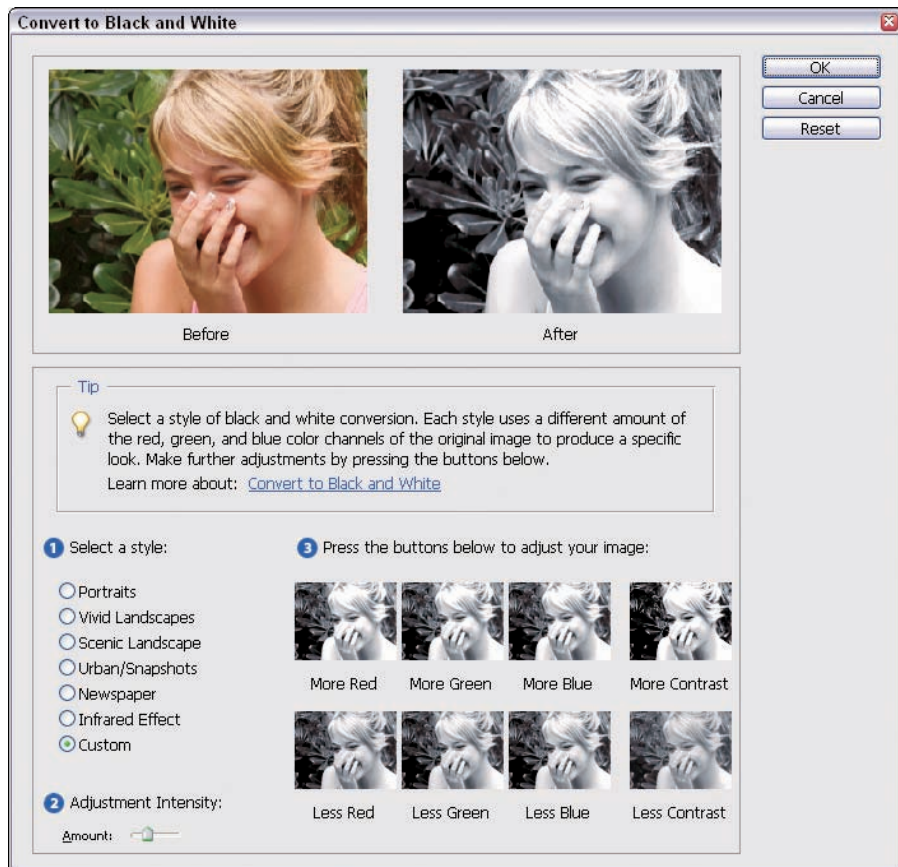 Convert to Black and White
OK
Cancel
Reset
Before
After
Tip
Select a style of black and white conversion. Each style uses a different amount of
the red, green, and blue color channels of the original image to produce a specific
look. Make further adjustments by pressing the buttons below.
Learn more about: Convert to Black and White
1 Select a style:
Portraits
Vivid Landscapes
Scenic Landscape
Urban/Snapshots
Newspaper
Infrared Effect
Custom
2 Adjustment Intensity:
Amount:
3 Press the buttons below to adjust your image:
More Red More Green More Blue More Contrast
Less Red Less Green Less Blue Less Contrast